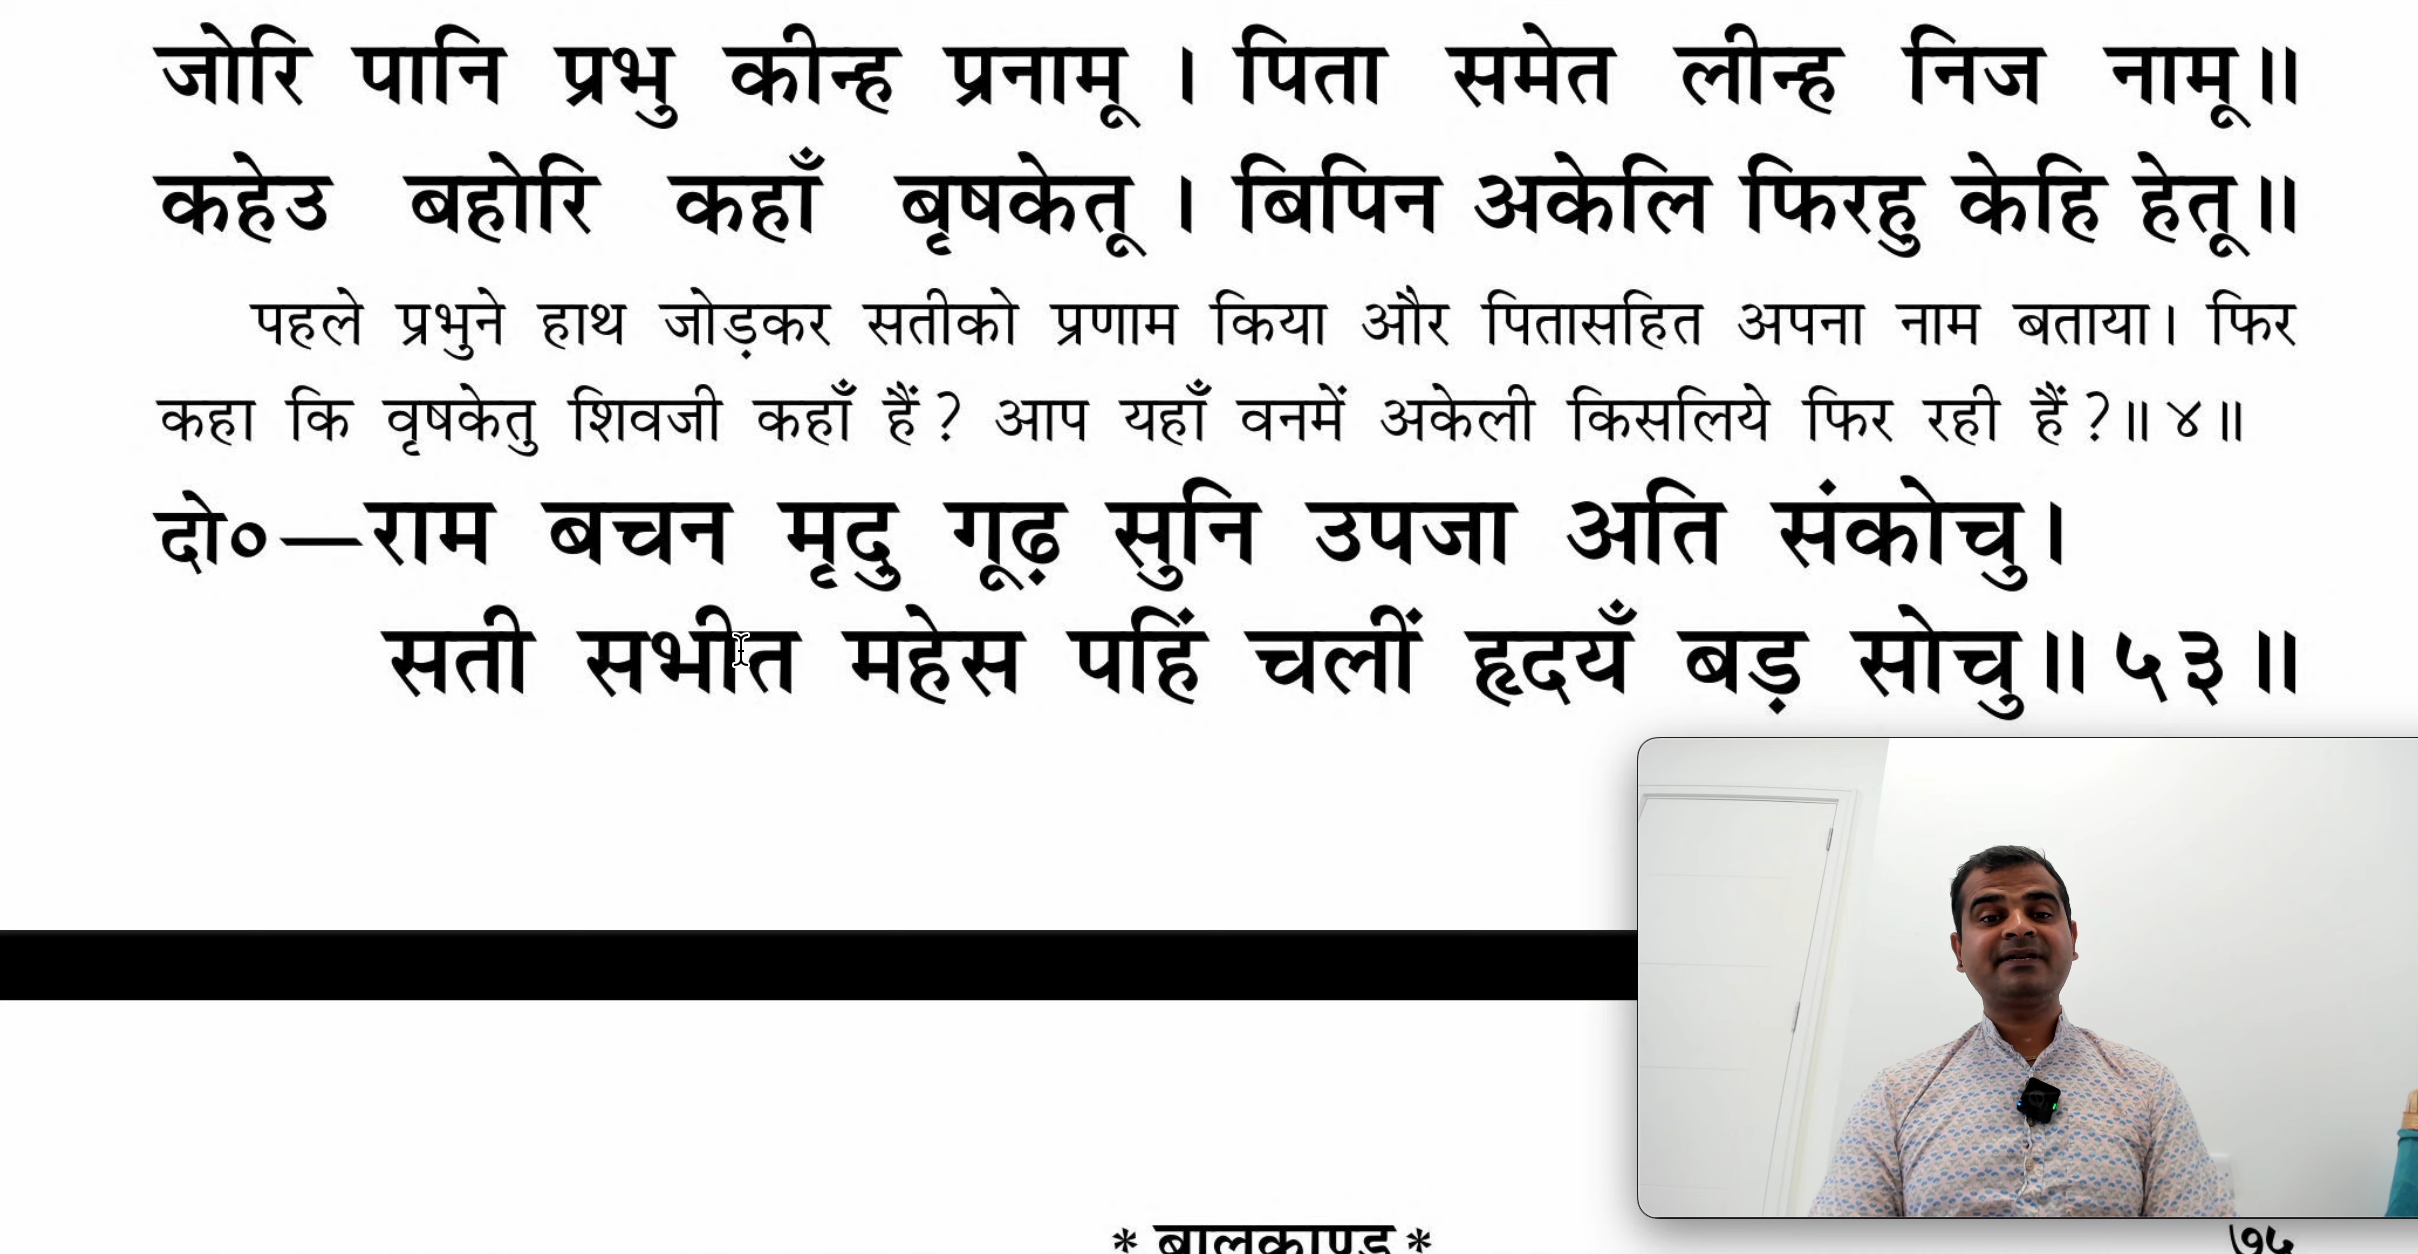 जोरि पानि प्रभु कीन्ह प्रनामू । पिता समेत लीन्ह निज नामू॥
कहेउ बहोरि कहाँ बृषकेतू । बिपिन अकेलि फिरहु केहि हेतू॥
पहले प्रभुने हाथ जोड़कर सतीको प्रणाम किया और पितासहित अपना नाम बताया। फिर
कहा कि वृषकेतु शिवजी कहाँ हैं? आप यहाँ वनमें अकेली किसलिये फिर रही हैं?॥४॥
दो०—राम बचन मृदु गूढ़ सुनि उपजा अति संकोचु।
सती सभीत महेस पहिं चलीं हृदयँ बड़ सोचु॥५३॥
* बालकाण्ड *
७५